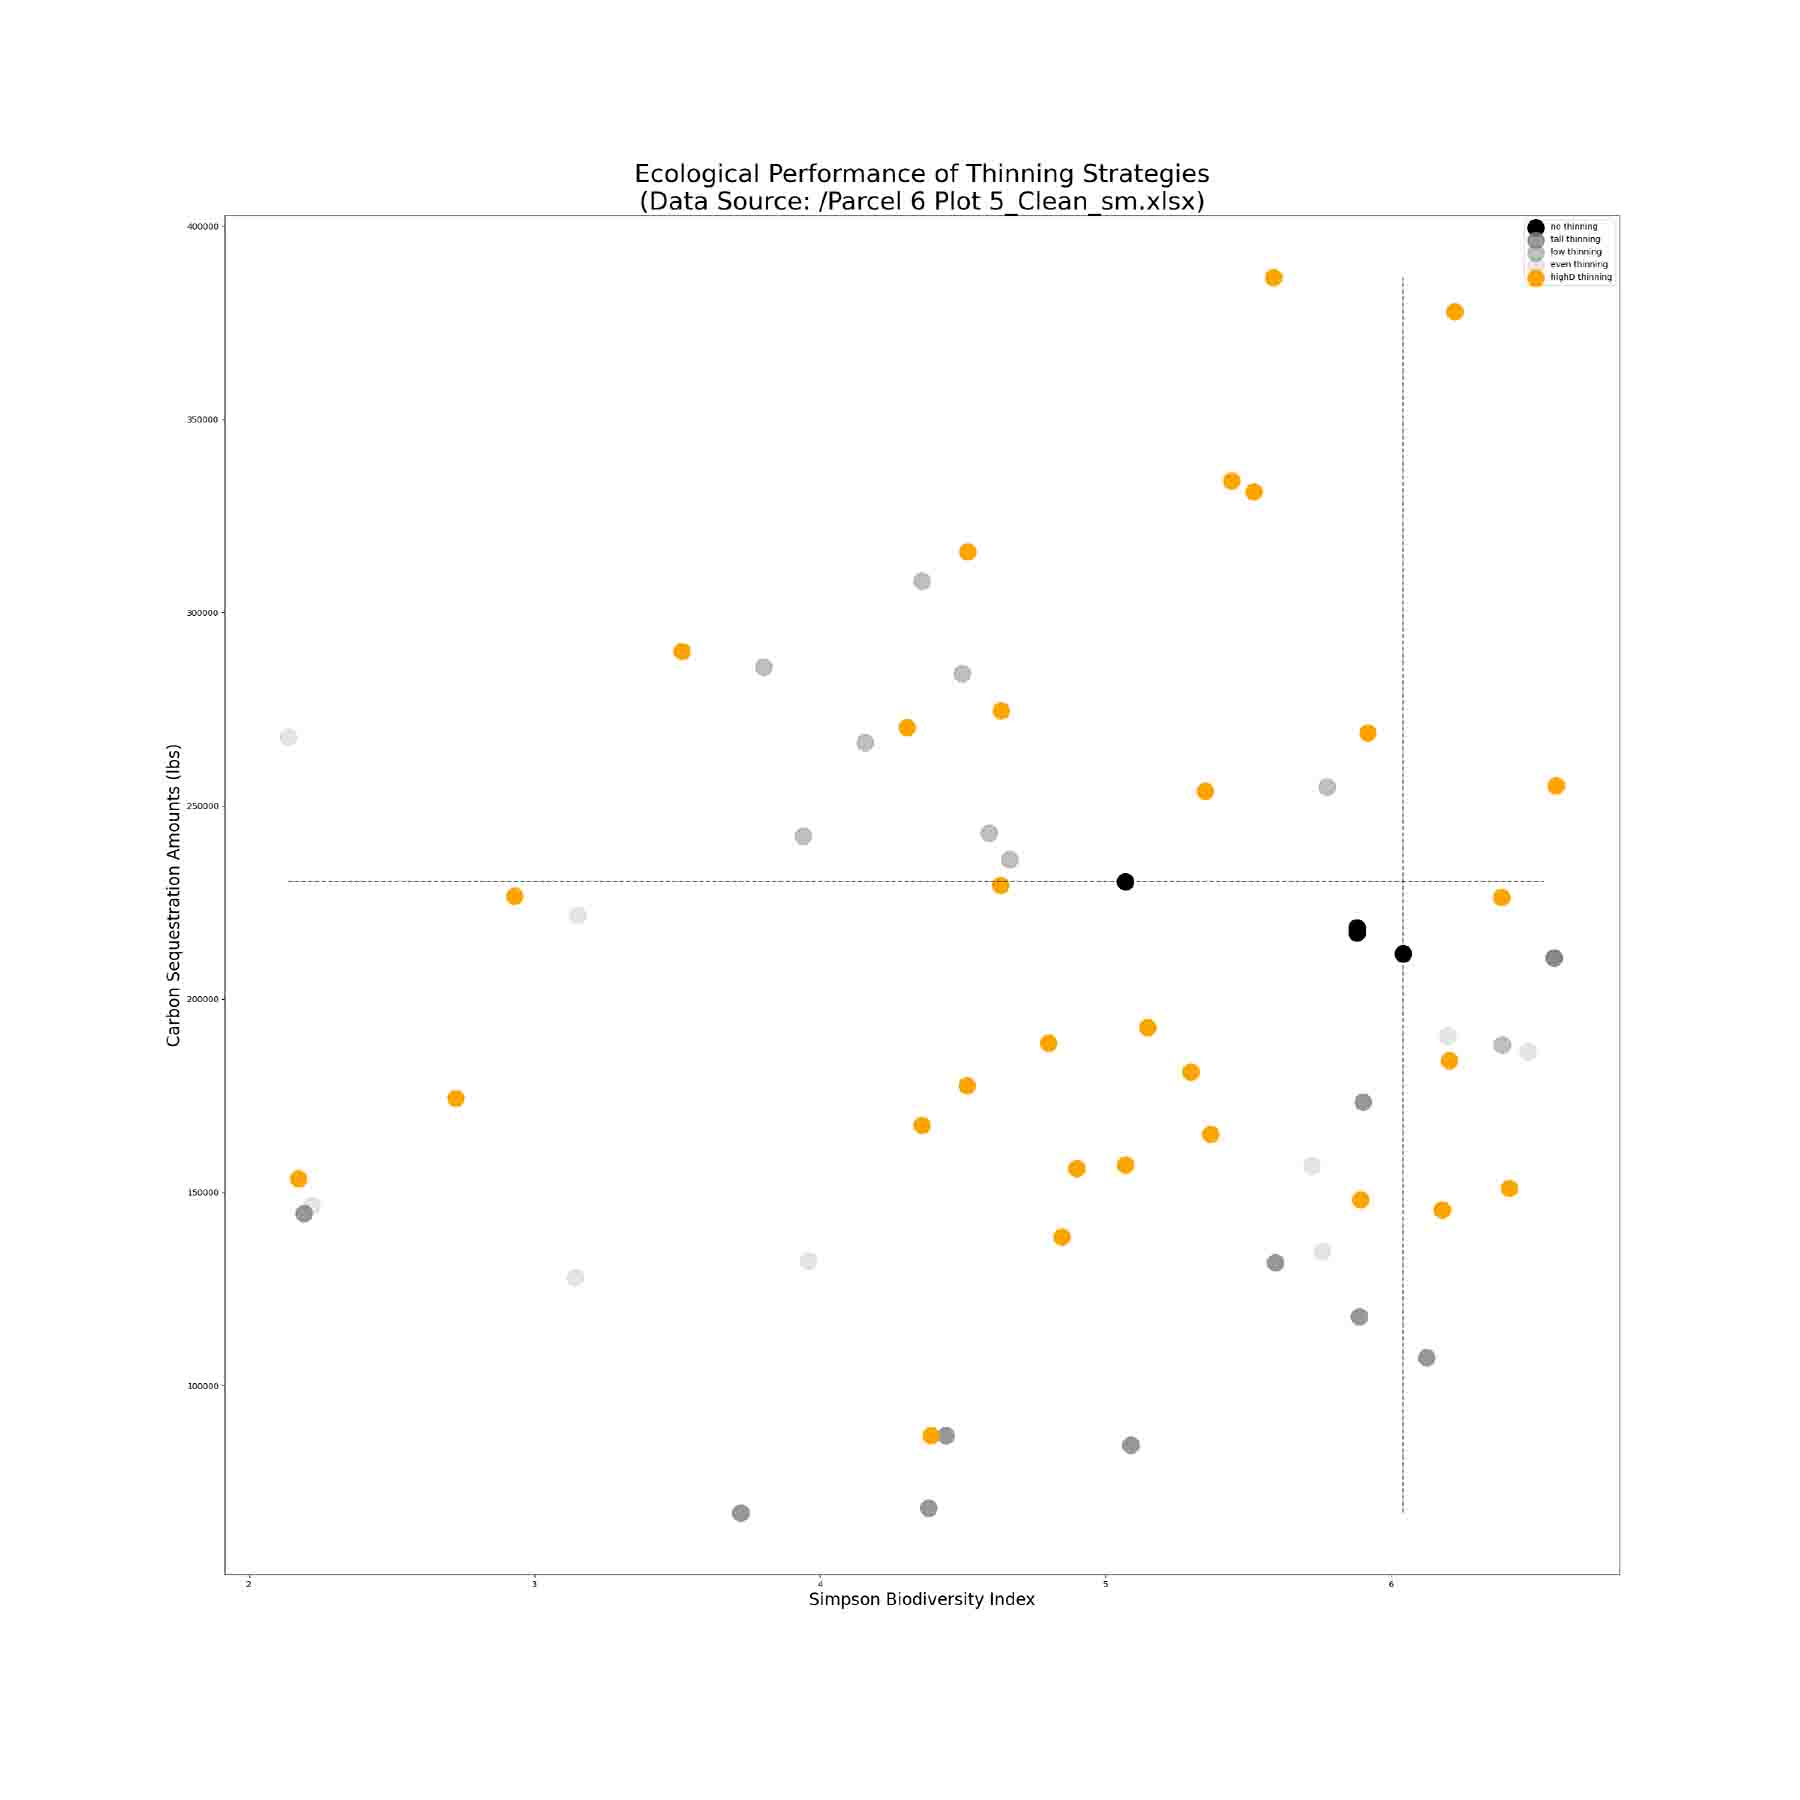 Ecological Performance of Thinning Strategies
(Data Source: /Parcel 6 Plot 5_Clean_sm.xlsx)
no thinning
tall thinning
low thinning
even thinning
highD thinning
400000
350000
300000
250000
200000
150000
100000
Carbon Sequestration Amounts (lbs)
2 3 4 5 6
Simpson Biodiversity Index